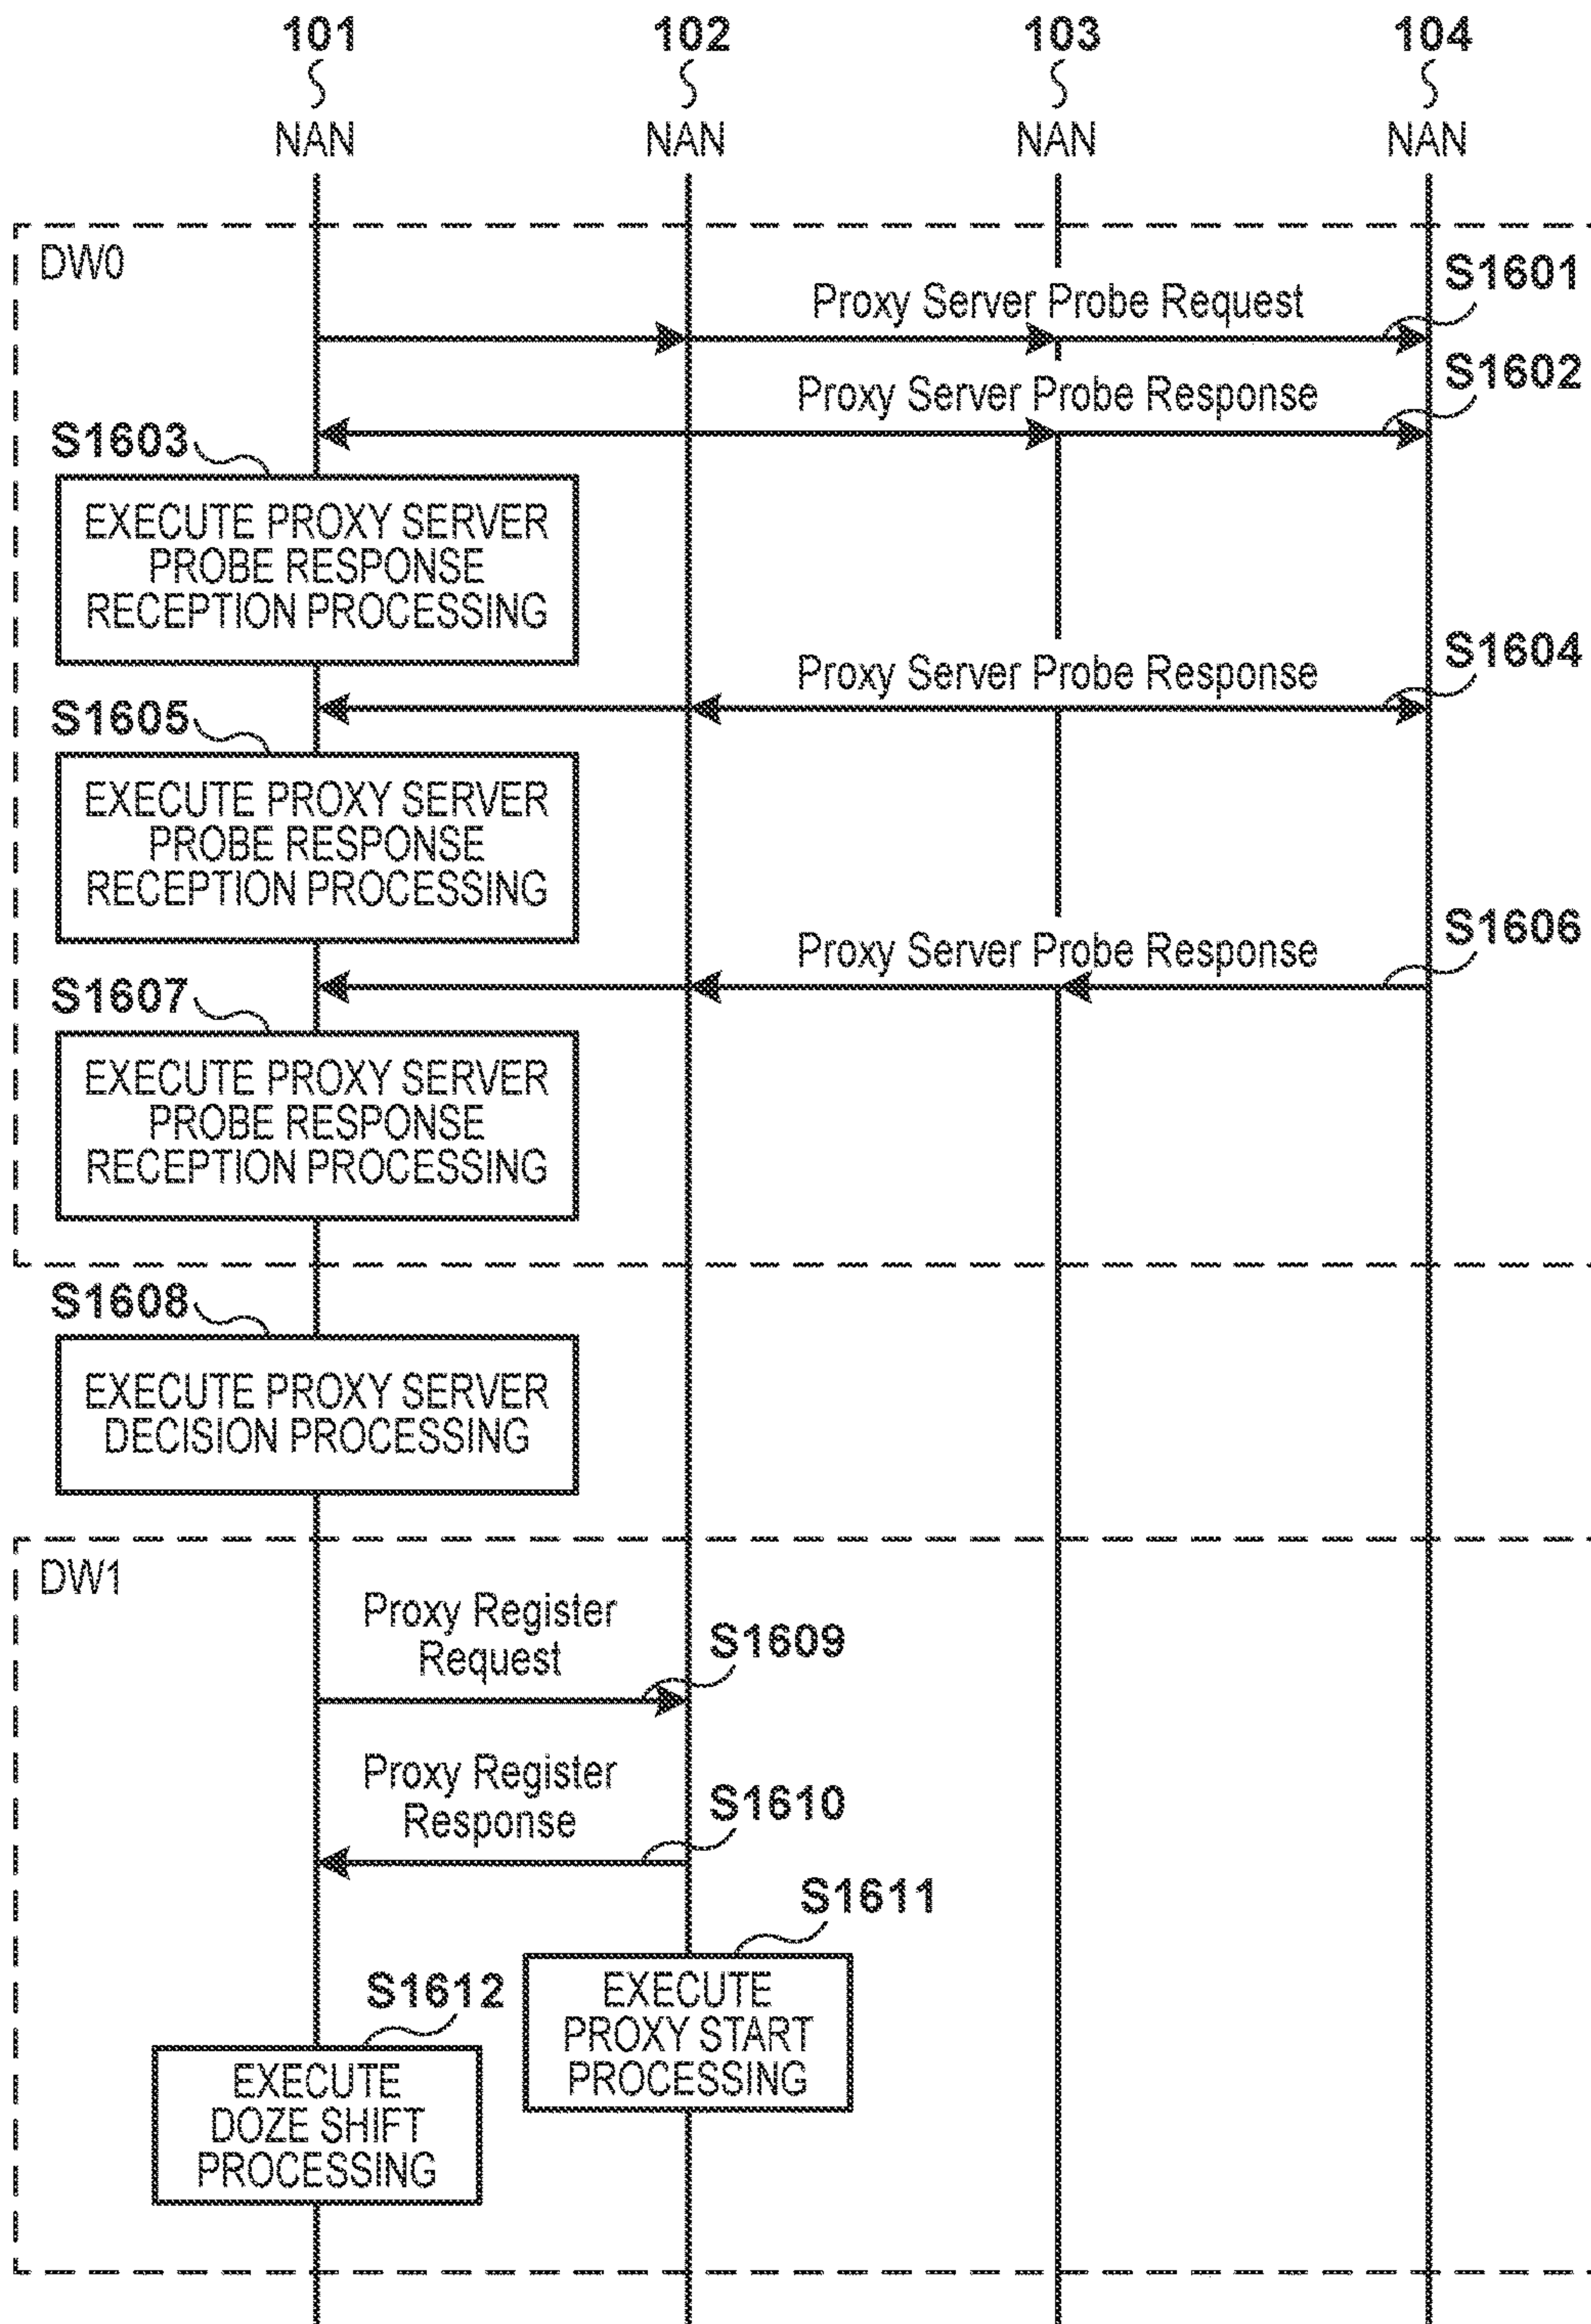 101
102
103
104
NAN
NAN
NAN
NAN
DW0
S1601
Proxy Server Probe Request
S1602
Proxy Server Probe Response
S1603
EXECUTE PROXY SERVER
PROBE RESPONSE
RECEPTION PROCESSING
S1604
Proxy Server Probe Response
S1605
EXECUTE PROXY SERVER
PROBE RESPONSE
RECEPTION PROCESSING
S1606
Proxy Server Probe Response
S1607
EXECUTE PROXY SERVER
PROBE RESPONSE
RECEPTION PROCESSING
S1608
EXECUTE PROXY SERVER
DECISION PROCESSING
DW1
Proxy Register
Request
S1609
Proxy Register
Response
S1610
S1611
EXECUTE
PROXY START
PROCESSING
S1612
EXECUTE
DOZE SHIFT
PROCESSING